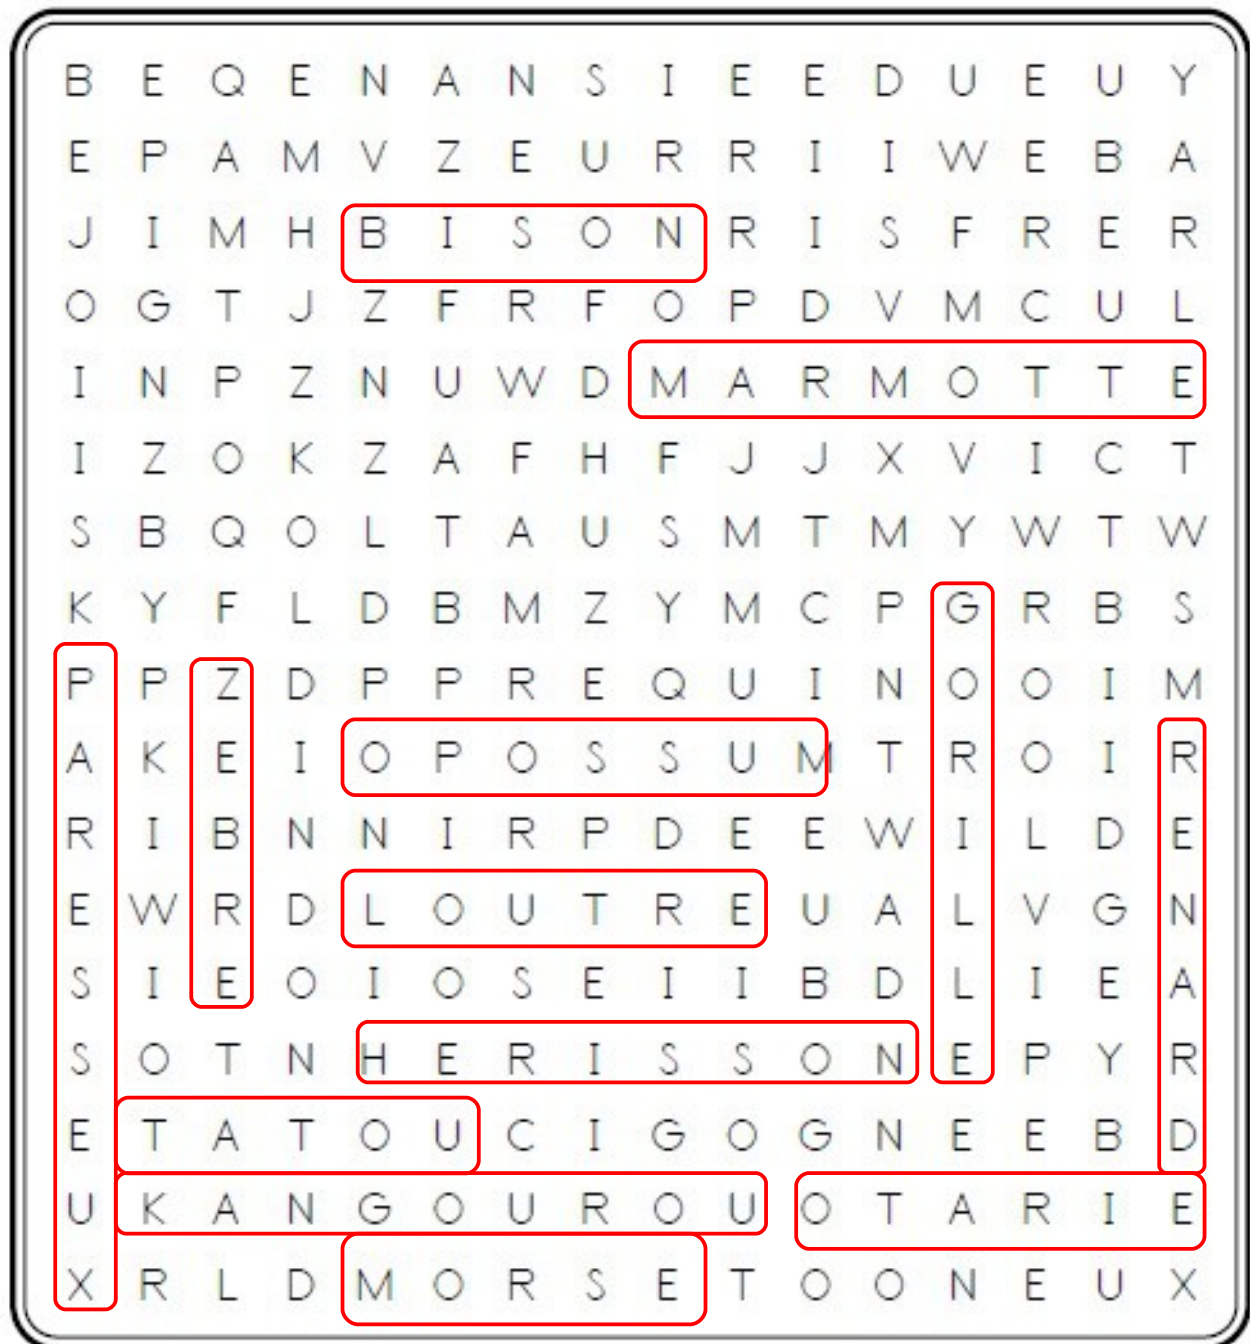 B E Q E N A N S I E E D U E U Y
E P A M V Z E U R R I I W E B A
J I M H B I S O N R I S F R E R
O G T J Z F R F O P D V M C U L
I N P Z N U W D M A R M O T T E
I Z O K Z A F H F J J X V I C T
S B Q O L T A U S M T M Y W T W
K Y F L D B M Z Y M C P G R B S
P P Z D P P R E Q U I N O O I M
A K E I O P O S S U M T R O I R
R I B N N I R P D E E W I L D E
E W R D L O U T R E U A L V G N
S I E O I O S E I I B D L I E A
S O T N H E R I S S O N E P Y R
E T A T O U C I G O G N E E B D
U K A N G O U R O U O T A R I E
X R L D M O R S E T O O N E U X